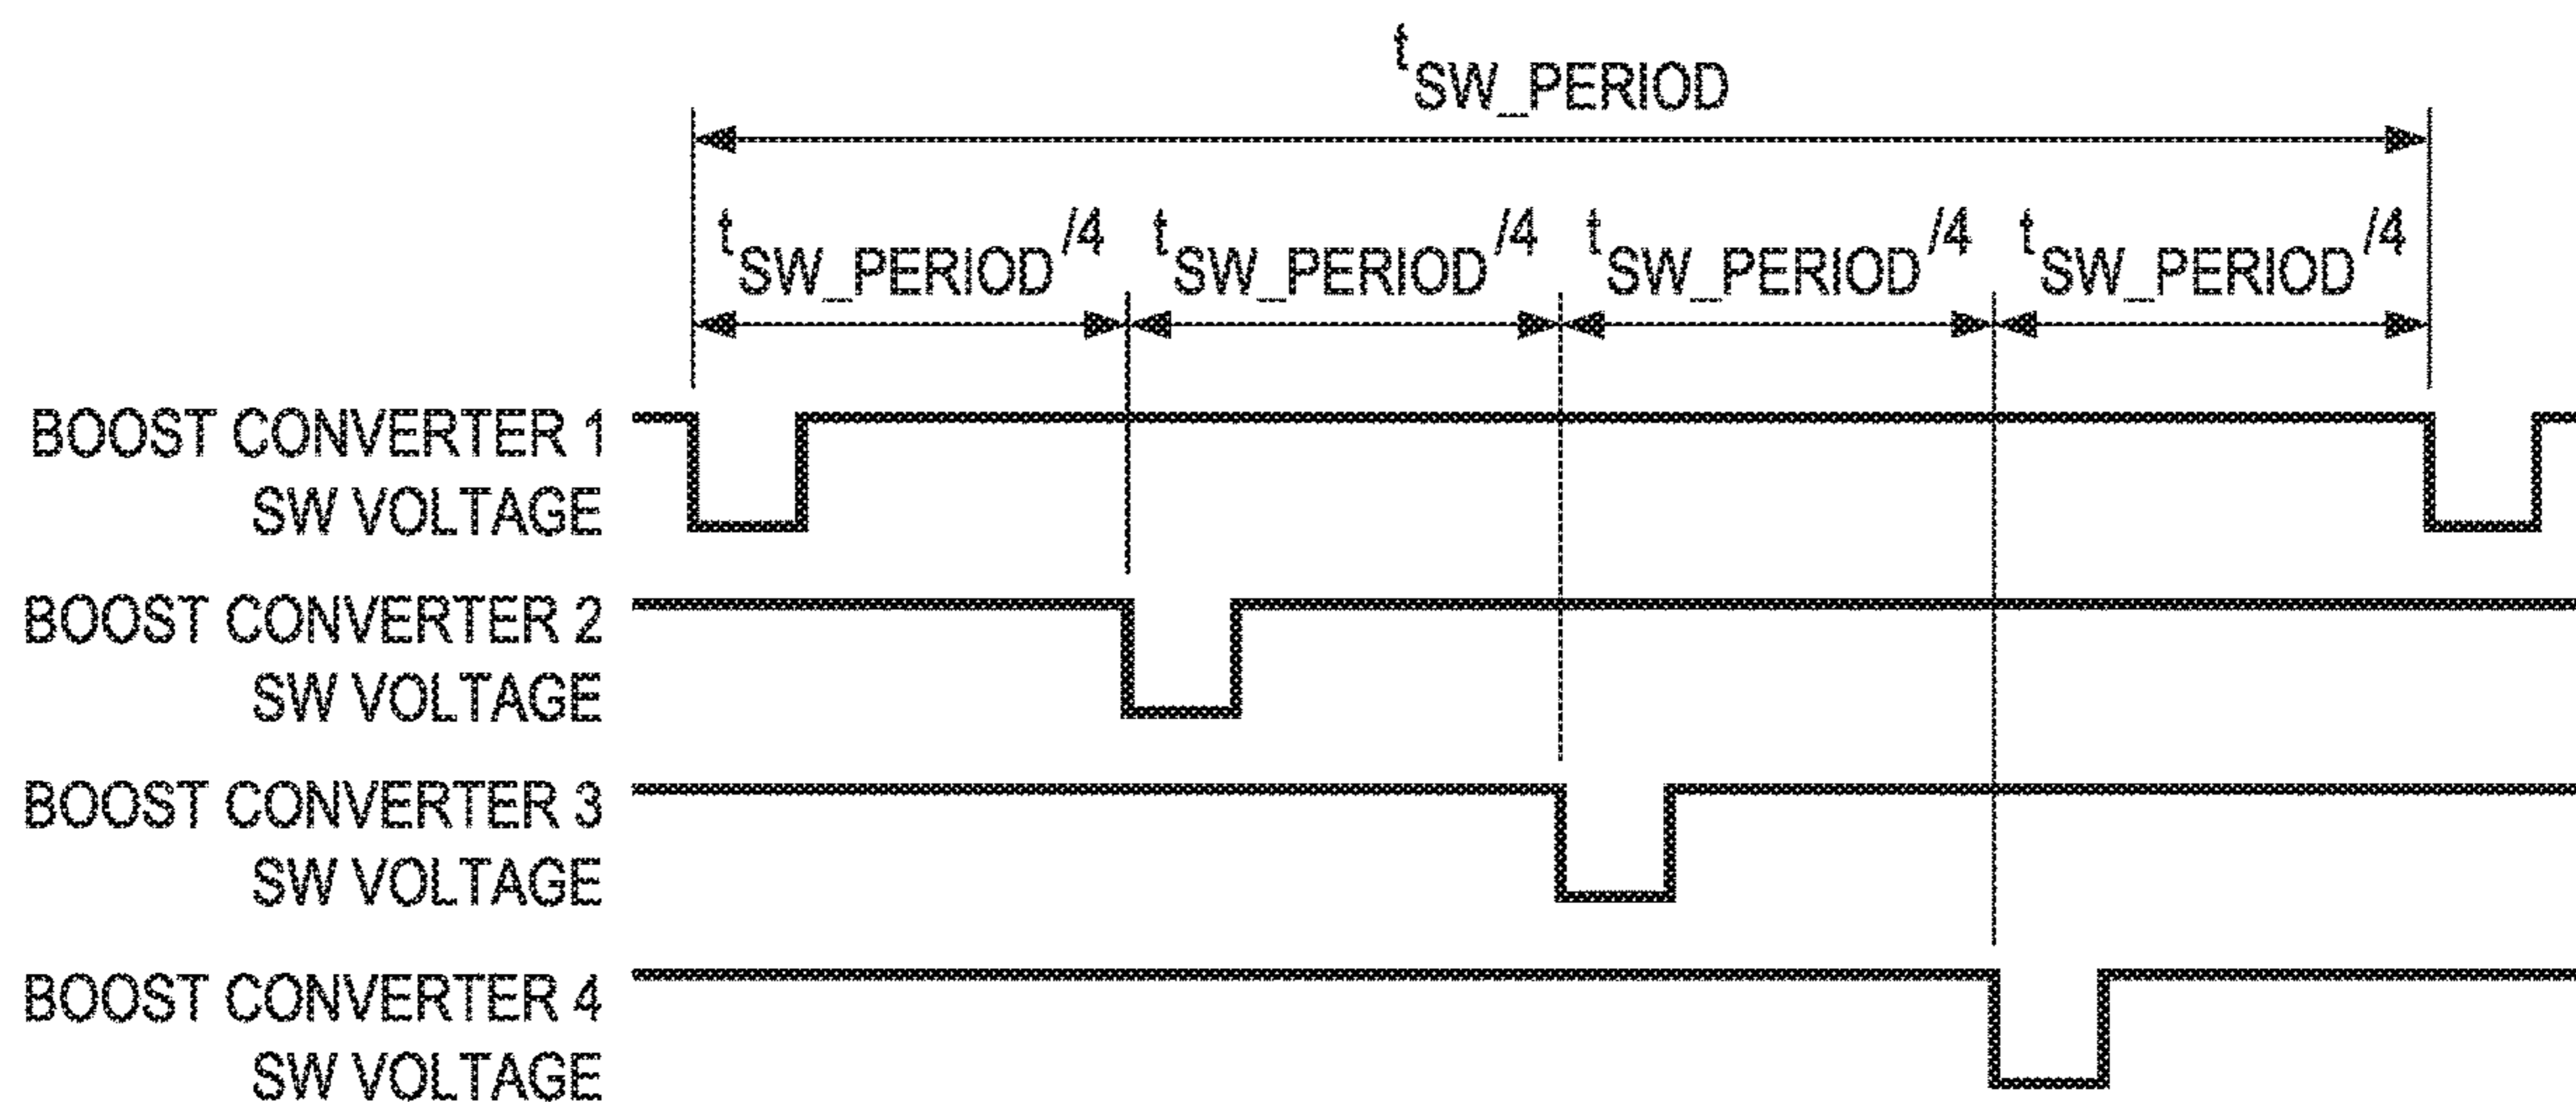 tSW_PERIOD
tSW_PERIOD/4 tSW_PERIOD/4 tSW_PERIOD/4 tSW_PERIOD/4
BOOST CONVERTER 1
SW VOLTAGE
BOOST CONVERTER 2
SW VOLTAGE
BOOST CONVERTER 3
SW VOLTAGE
BOOST CONVERTER 4
SW VOLTAGE